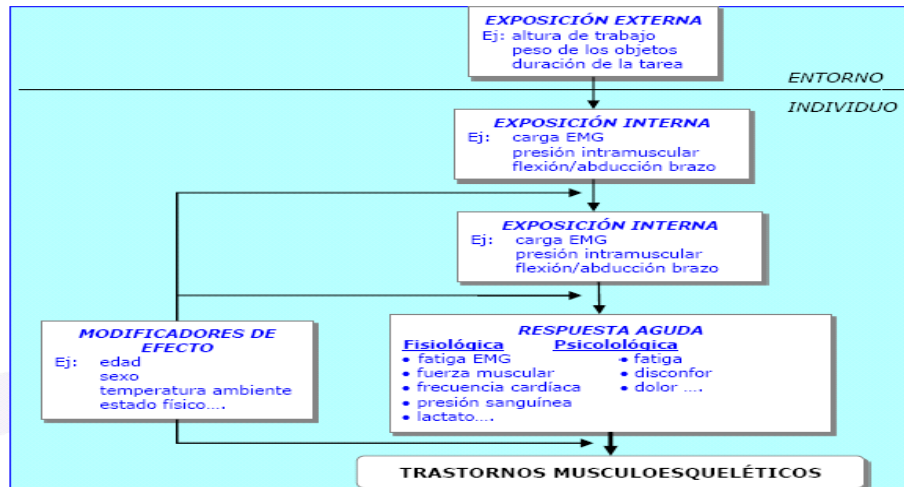 EXPOSICIÓN EXTERNA
Ej: altura de trabajo
peso de los objetos
duración de la tarea
ENTORNO
INDIVIDUO
EXPOSICIÓN INTERNA
Ej: carga EMG
presión intramuscular
flexión/abducción brazo
EXPOSICIÓN INTERNA
Ej: carga EMG
presión intramuscular
flexión/abducción brazo
MODIFICADORES DE
EFECTO
Ej: edad
sexo
temperatura ambiente
estado físico....
RESPUESTA AGUDA
Fisiológica Psicolológica
• fatiga EMG • fatiga
• fuerza muscular • disconfor
• frecuencia cardíaca • dolor ....
• presión sanguínea
• lactato....
TRASTORNOS MUSCULOESQUELÉTICOS